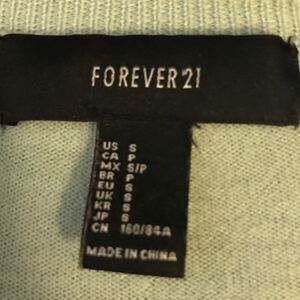 FOREVER 21
US S
CA P
MX S/P
BR P
EU S
UK S
KR S
JP S
CN 160/84A
MADE IN CHINA